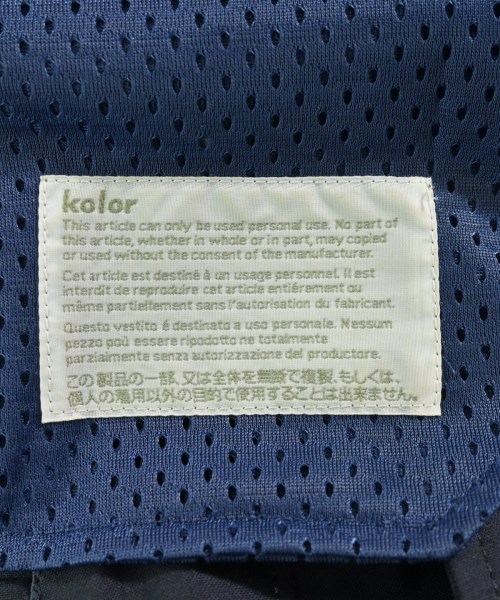 kolor
This article can only be used personal use. No part of
this article, whether in whole or in part, may copied
or used without the consent of the manufacturer.
Cet article est destiné à un usage personnel. Il est
interdit de reproduire cet article entiérement ou
même partiellement sans l'autorisation du fabricant.
Questo vestito é destinato a uso personale. Nessum
pezzo puó essere ripodotto ne totalmente
parzialmente senza autorizzazione del produttore.
この製品の一部、又は全体を無断で複製、もしくは、
個人の着用以外の目的で使用することは出来ません。